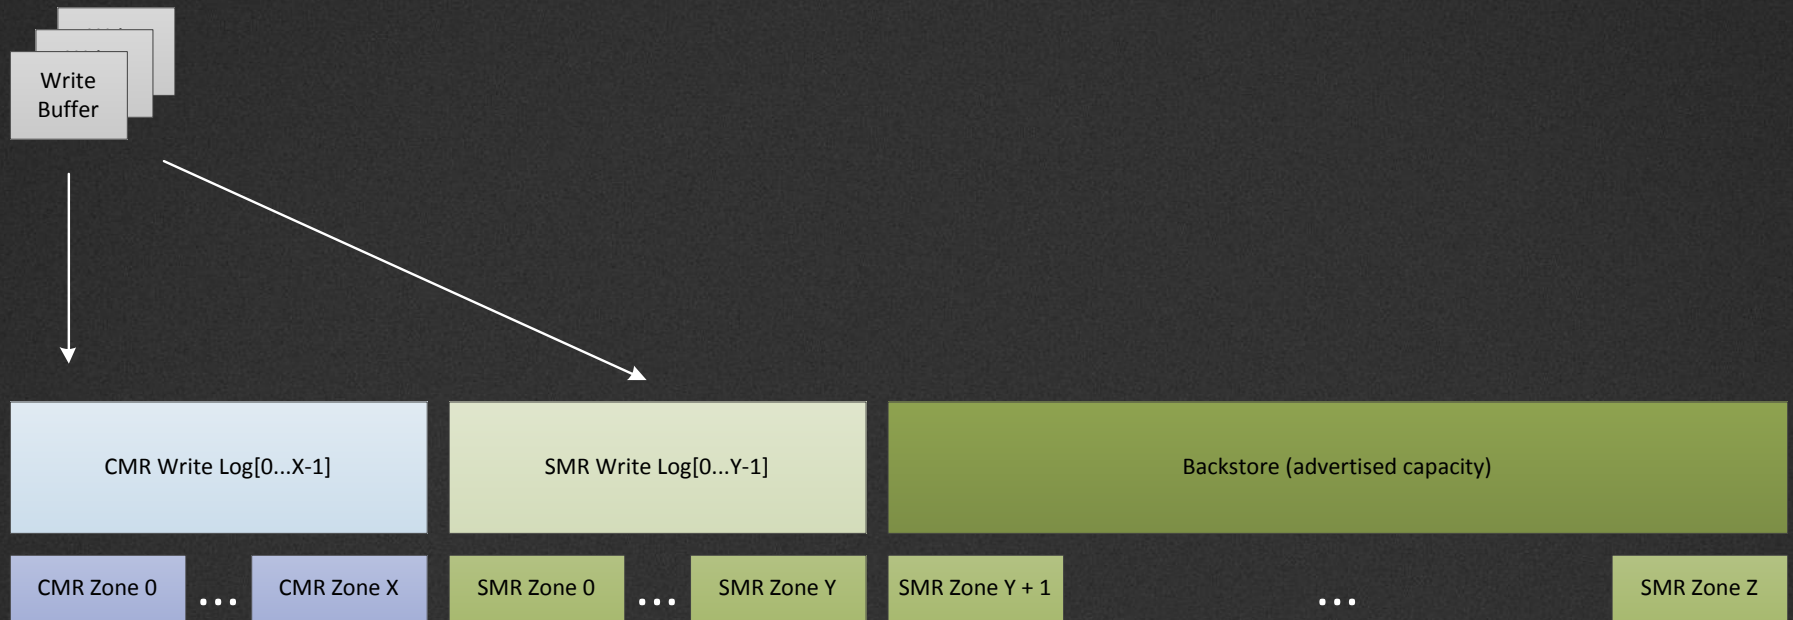 Write
Buffer
CMR Write Log[0...X-1]
SMR Write Log[0...Y-1]
Backstore (advertised capacity)
CMR Zone 0
...
CMR Zone X
SMR Zone 0
...
SMR Zone Y
SMR Zone Y + 1
...
SMR Zone Z